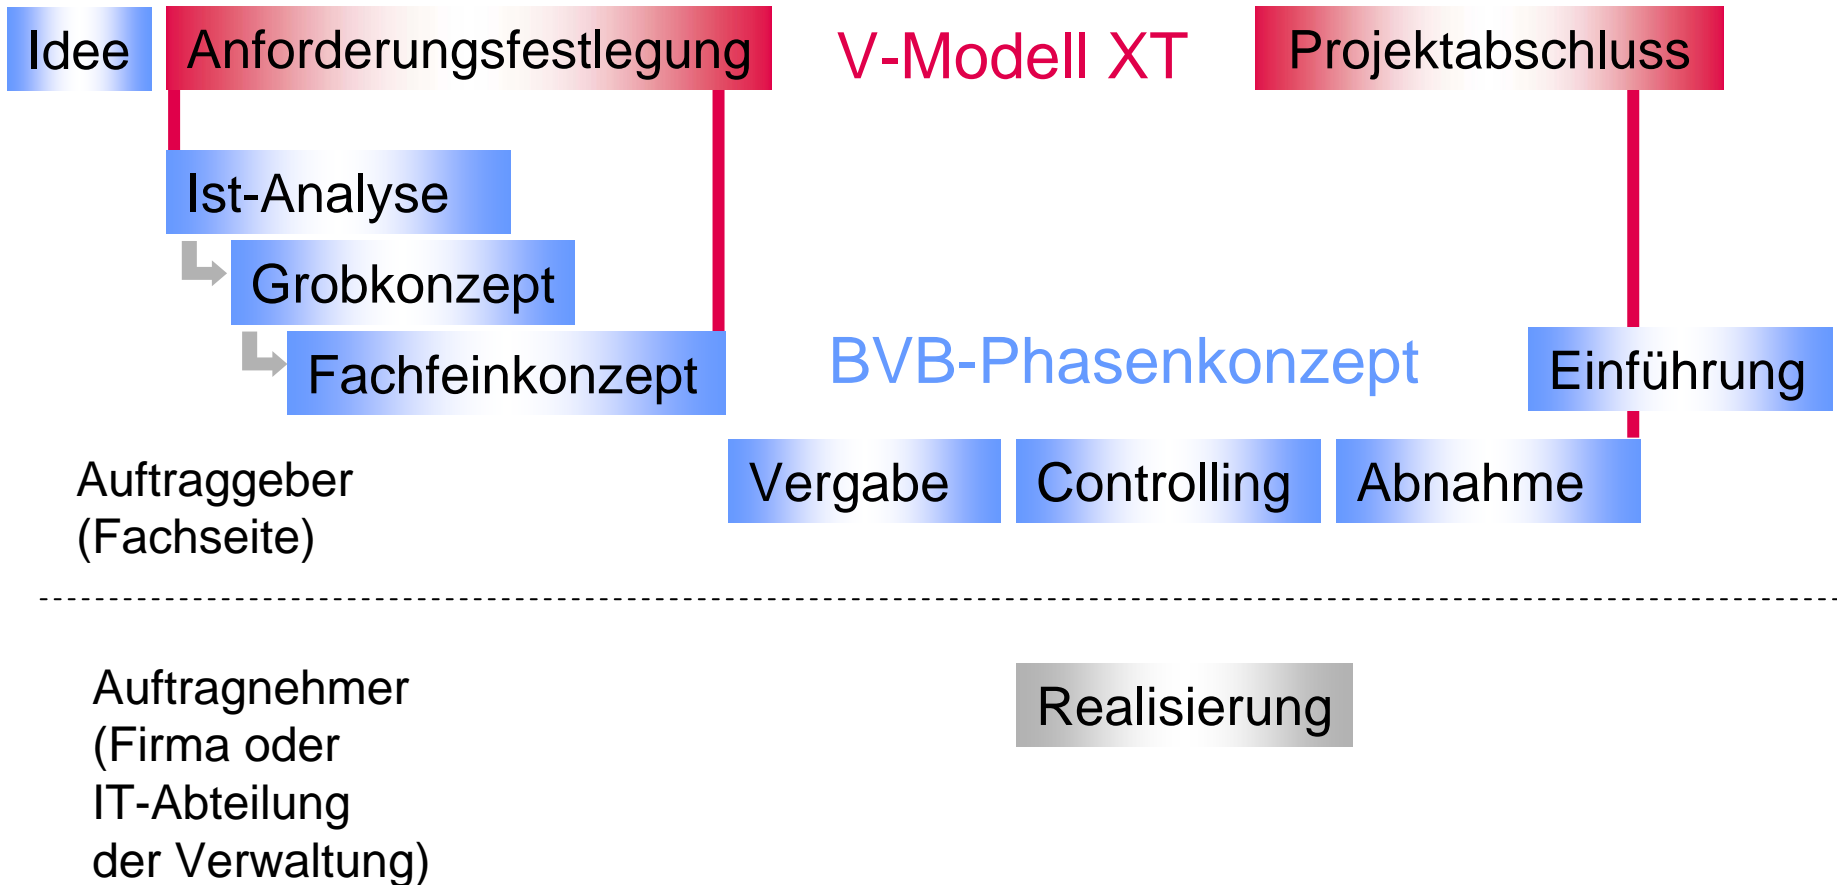 Idee
Anforderungsfestlegung
V-Modell XT
Projektabschluss
Ist-Analyse
Grobkonzept
Fachfeinkonzept
BVB-Phasenkonzept
Einführung
Auftraggeber
(Fachseite)
Vergabe
Controlling
Abnahme
Auftragnehmer
(Firma oder
IT-Abteilung
der Verwaltung)
Realisierung